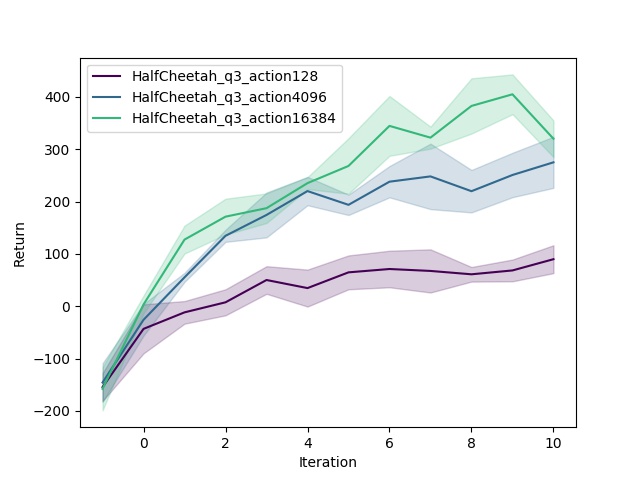 HalfCheetah_q3_action128
HalfCheetah_q3_action4096
HalfCheetah_q3_action16384
400
300
200
100
0
−100
−200
Return
0
2
4
6
8
10
Iteration